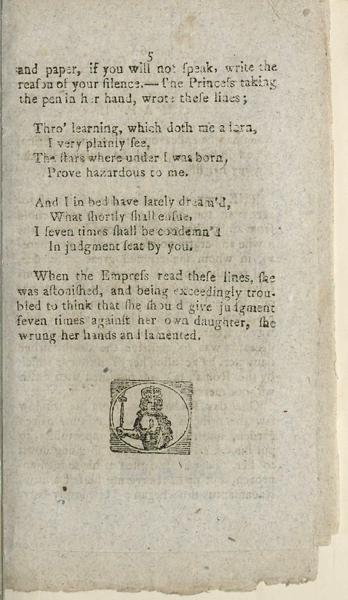 5
and paper, if you will not ſpeak, write the
reaſon of your ſilence.— The Princeſs taking
the pen in her hand, wrote theſe lines;
Thro' learning, which doth me a lorn,
I very plainly ſee,
The ſtars where under I was born,
Prove hazardous to me.
And I in bed have lately dream'd,
What ſhortly ſhall enſue,
I ſeven times ſhall be condemn'd
In judgment ſeat by you.
When the Empreſs read theſe lines, ſhe
was aſtoniſhed, and being exceedingly trou-
bled to think that ſhe ſhould give judgment
ſeven times againſt her own daughter, ſhe
wrung her hands and lamented.